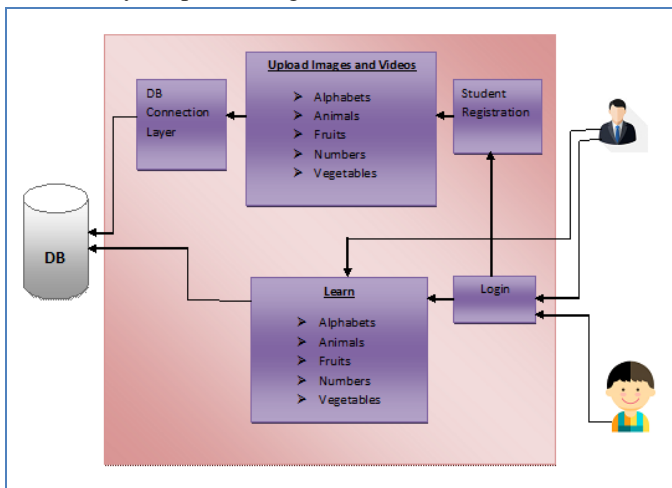 Upload Images and Videos
➤ Alphabets
➤ Animals
➤ Fruits
➤ Numbers
➤ Vegetables
DB
Connection
Layer
Student
Registration
DB
Learn
➤ Alphabets
➤ Animals
➤ Fruits
➤ Numbers
➤ Vegetables
Login